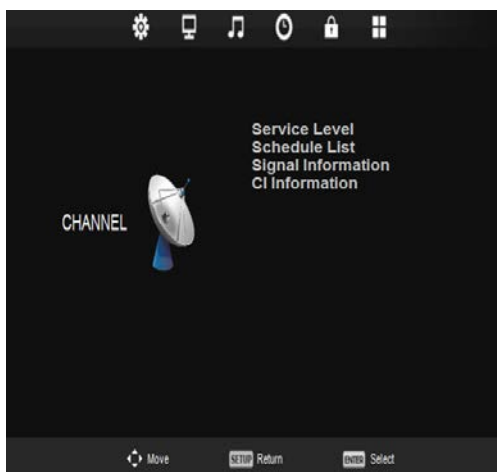 Service Level
Schedule List
Signal Information
CI Information
CHANNEL
Move SETUP Return ENTER Select